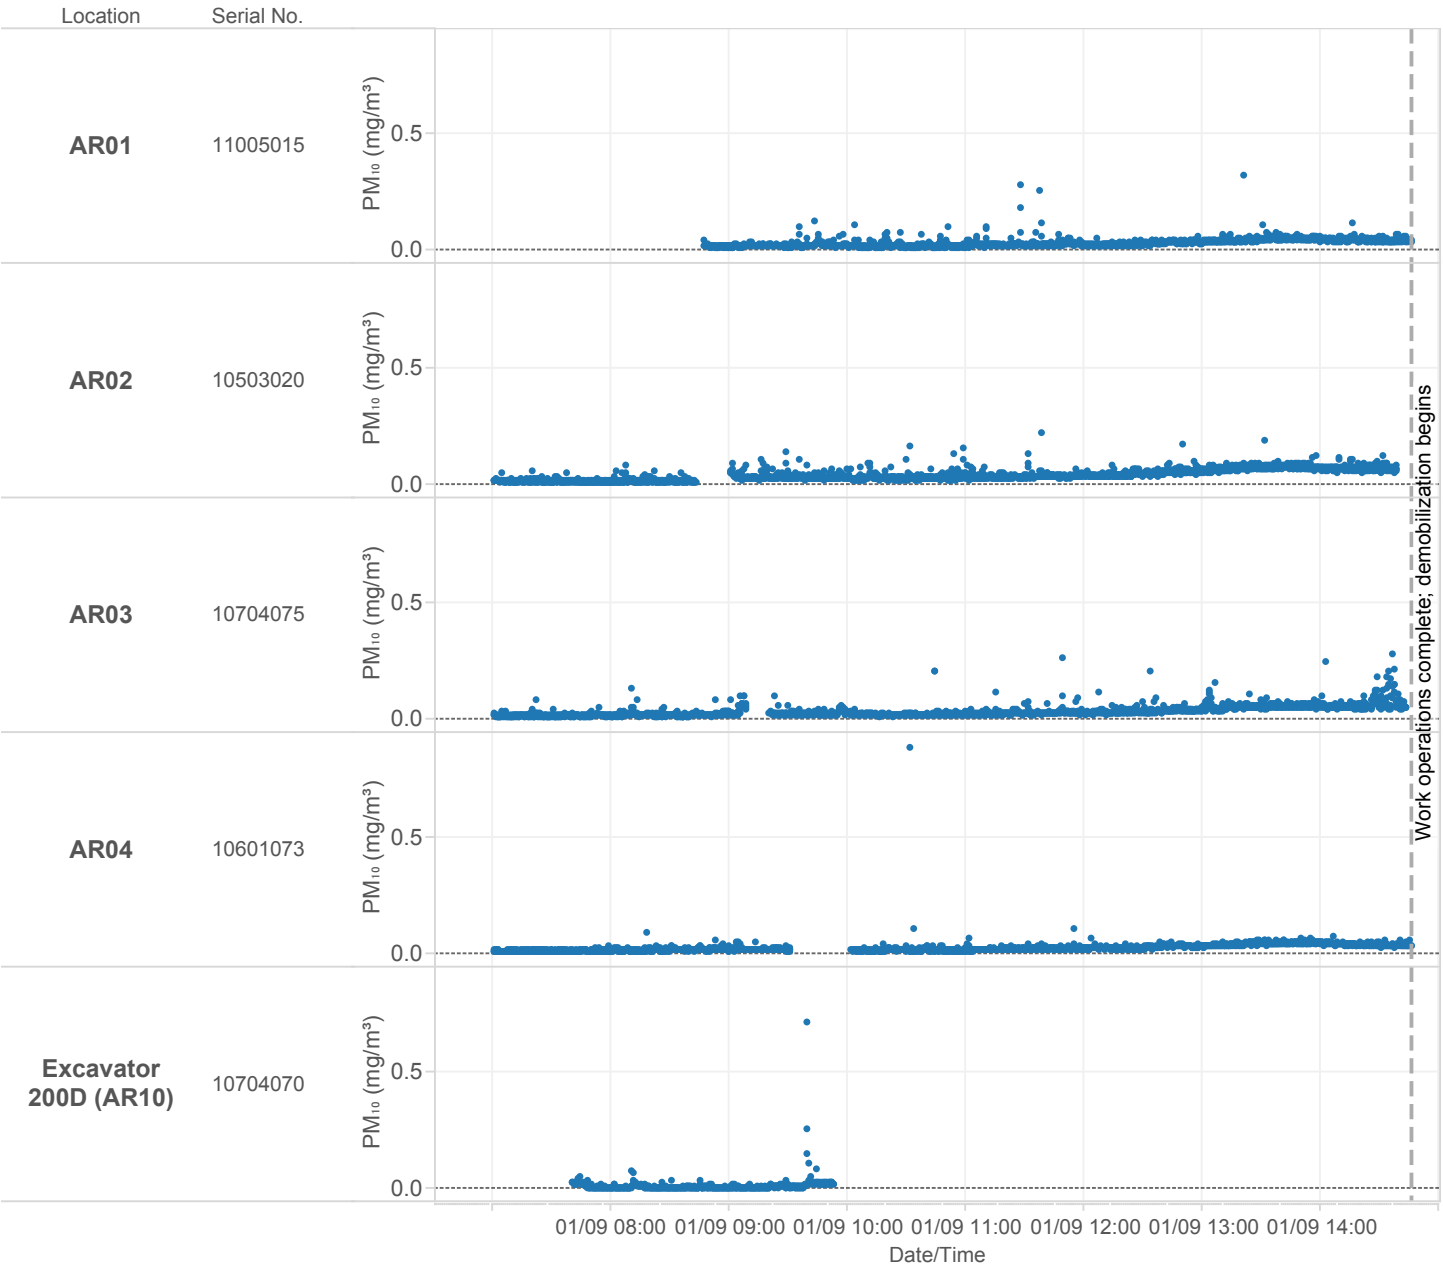 Location Serial No.
AR01 11005015
PM₁₀ (mg/m³)
0.5
0.0
AR02 10503020
PM₁₀ (mg/m³)
0.5
0.0
AR03 10704075
PM₁₀ (mg/m³)
0.5
0.0
AR04 10601073
PM₁₀ (mg/m³)
0.5
0.0
Excavator
200D (AR10) 10704070
PM₁₀ (mg/m³)
0.5
0.0
Work operations complete; demobilization begins
01/09 08:00 01/09 09:00 01/09 10:00 01/09 11:00 01/09 12:00 01/09 13:00 01/09 14:00
Date/Time